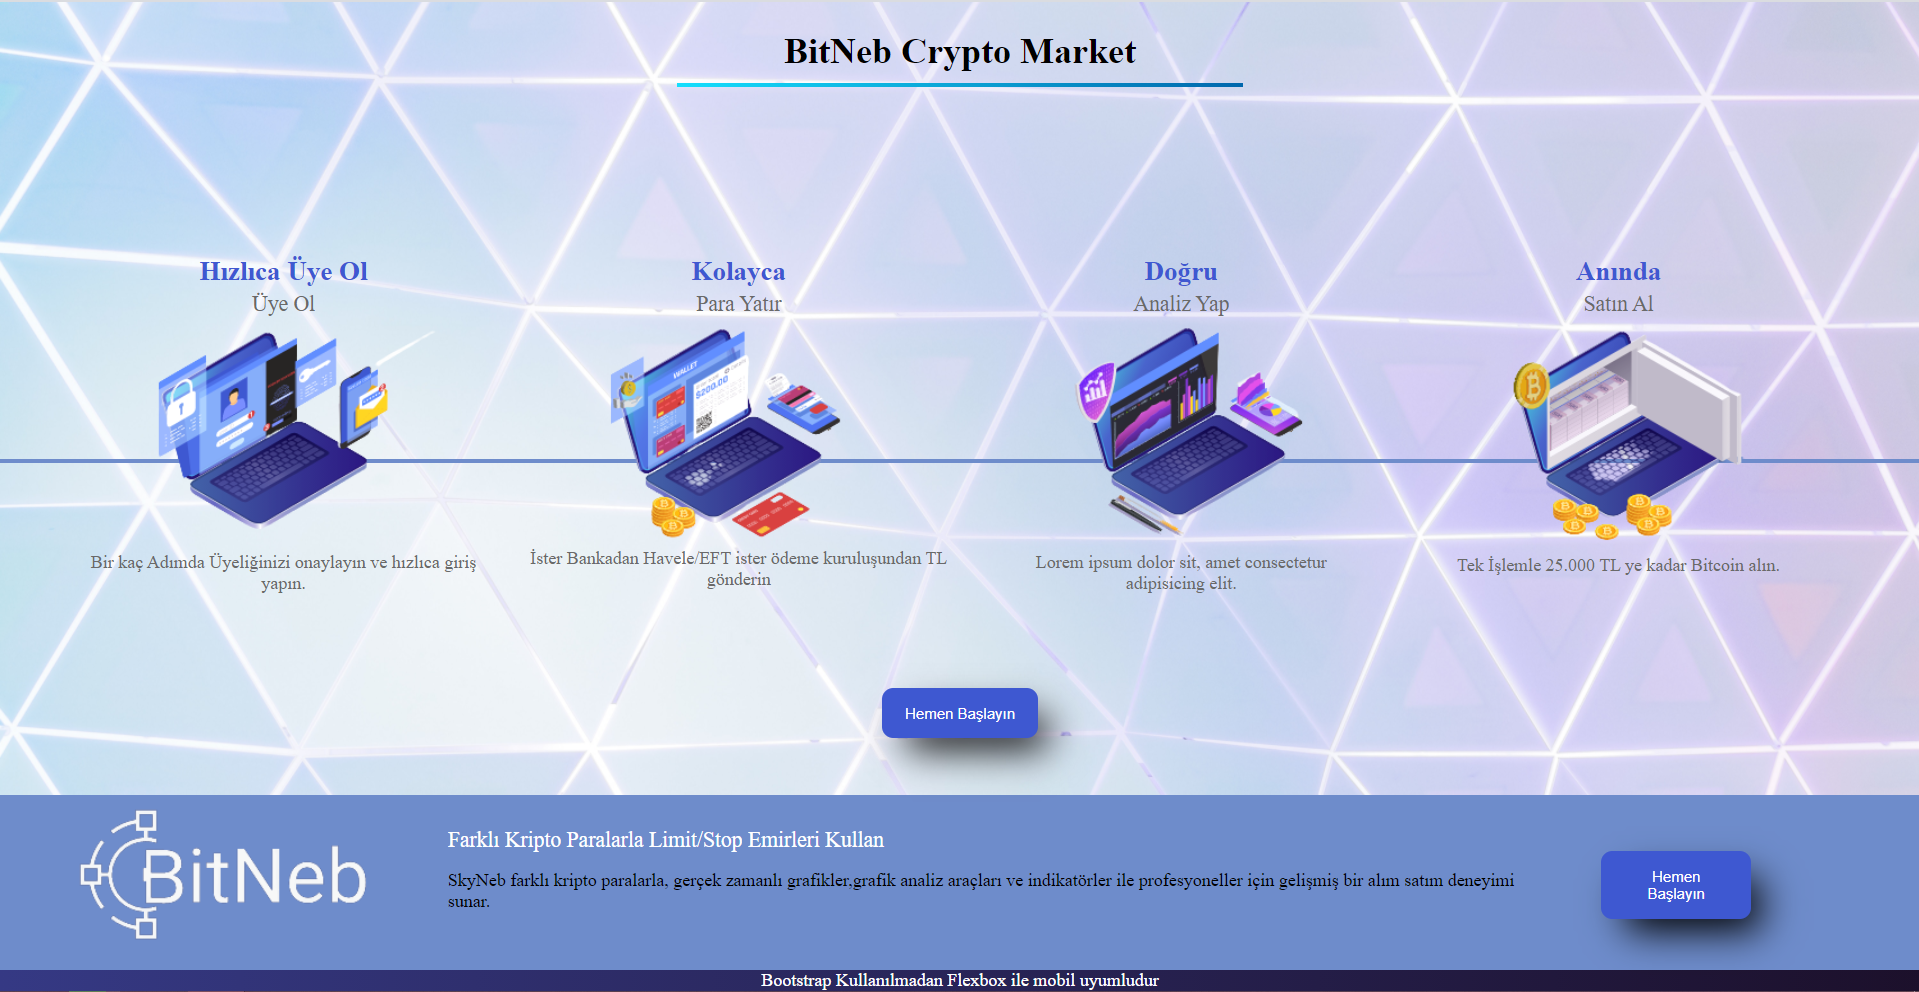 BitNeb Crypto Market
Hızlıca Üye Ol
Üye Ol
Kolayca
Para Yatır
Doğru
Analiz Yap
Anında
Satın Al
WALLET
$200.00
Bir kaç Adımda Üyeliğinizi onaylayın ve hızlıca giriş
yapın.
İster Bankadan Havele/EFT ister ödeme kuruluşundan TL
gönderin
Lorem ipsum dolor sit, amet consectetur
adipisicing elit.
Tek İşlemle 25.000 TL ye kadar Bitcoin alın.
Hemen Başlayın
BitNeb
Farklı Kripto Paralarla Limit/Stop Emirleri Kullan
SkyNeb farklı kripto paralarla, gerçek zamanlı grafikler,grafik analiz araçları ve indikatörler ile profesyoneller için gelişmiş bir alım satım deneyimi
sunar.
Hemen
Başlayın
Bootstrap Kullanılmadan Flexbox ile mobil uyumludur